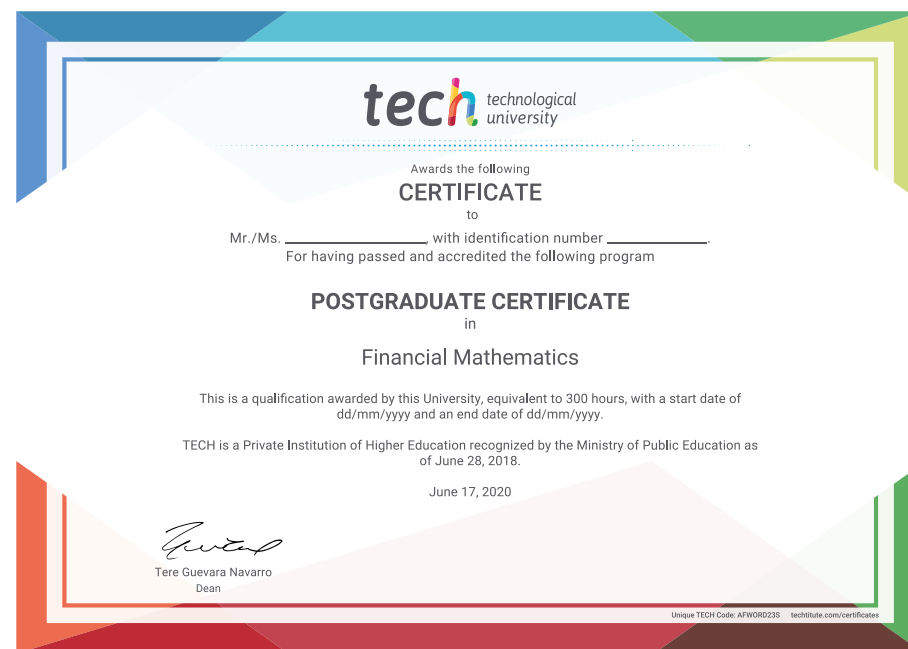 tech technological
university
Awards the following
CERTIFICATE
to
Mr./Ms. ____________________, with identification number ______________.
For having passed and accredited the following program
POSTGRADUATE CERTIFICATE
in
Financial Mathematics
This is a qualification awarded by this University, equivalent to 300 hours, with a start date of
dd/mm/yyyy and an end date of dd/mm/yyyy.
TECH is a Private Institution of Higher Education recognized by the Ministry of Public Education as
of June 28, 2018.
June 17, 2020
Tere Guevara Navarro
Dean
Unique TECH Code: AFWORD23S techtitute.com/certificates